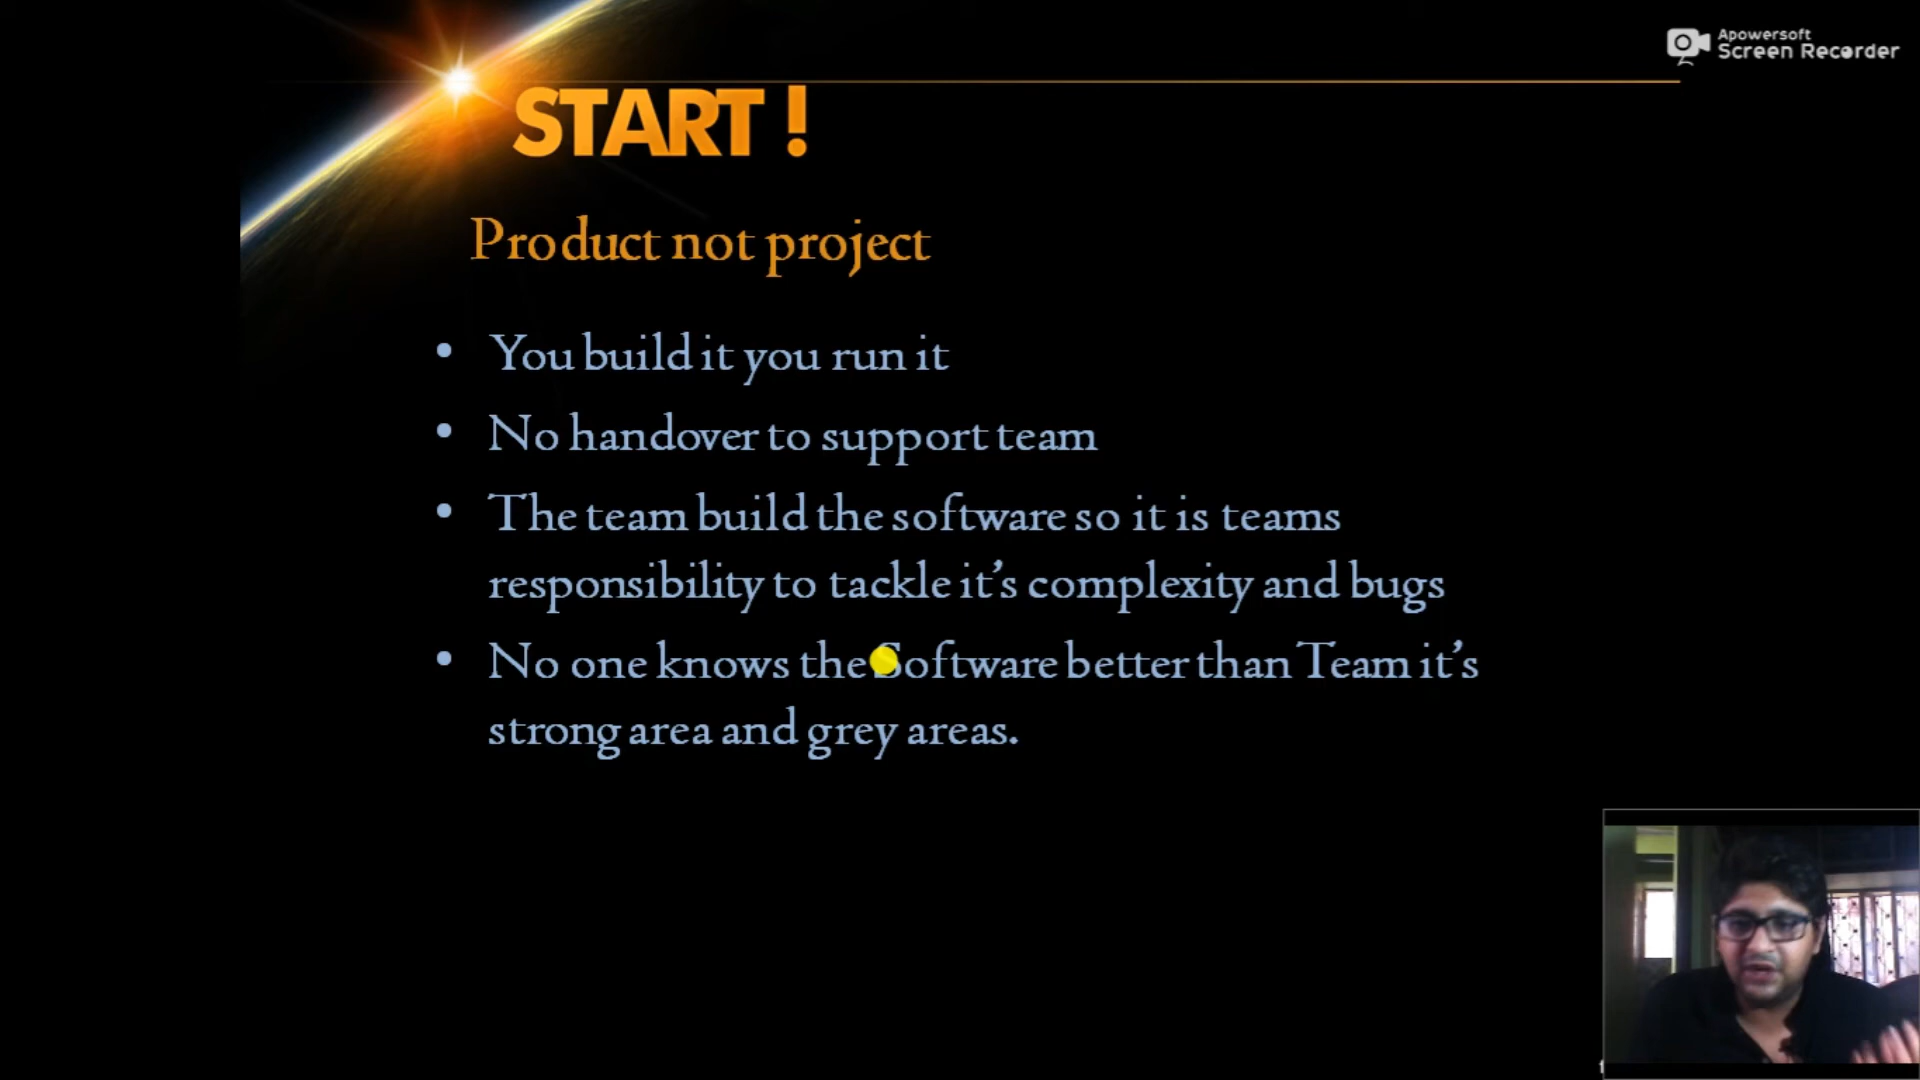 Apowersoft
Screen Recorder
START !
Product not project
• You build it you run it
• No handover to support team
• The team build the software so it is teams
responsibility to tackle it's complexity and bugs
• No one knows the Software better than Team it's
strong area and grey areas.